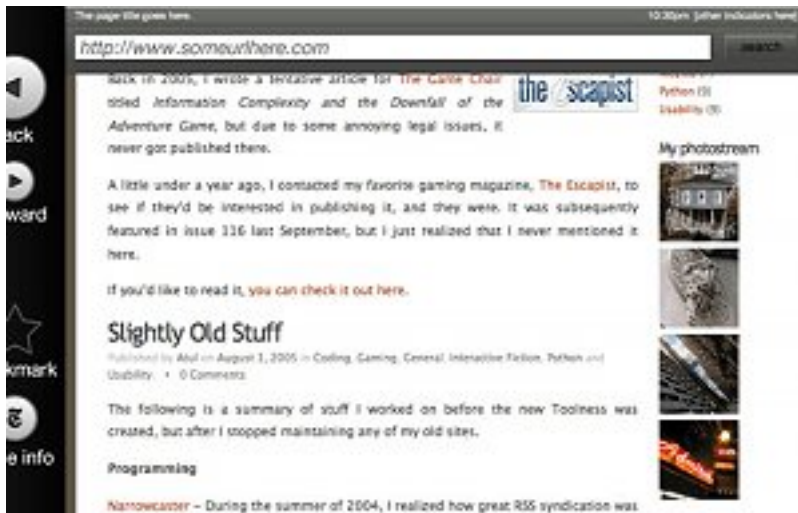 The page title goes here.
10:30pm [other indicators here]
http://www.someurlhere.com
search
Back in 2005, I wrote a tentative article for The Game Chair
titled Information Complexity and the Downfall of the
Adventure Game, but due to some annoying legal issues, it
never got published there.
the Escapist
A little under a year ago, I contacted my favorite gaming magazine, The Escapist, to
see if they'd be interested in publishing it, and they were. It was subsequently
featured in issue 116 last September, but I just realized that I never mentioned it
here.
If you'd like to read it, you can check it out here.
Slightly Old Stuff
Published by Atul on August 1, 2005 in Coding, Gaming, General, Interactive Fiction, Python and
Usability. • 0 Comments
The following is a summary of stuff I worked on before the new Toolness was
created, but after I stopped maintaining any of my old sites.
Programming
Narrowcaster – During the summer of 2004, I realized how great RSS syndication was
Python (9)
Usability (9)
My photostream
ack
ward
kmark
e info